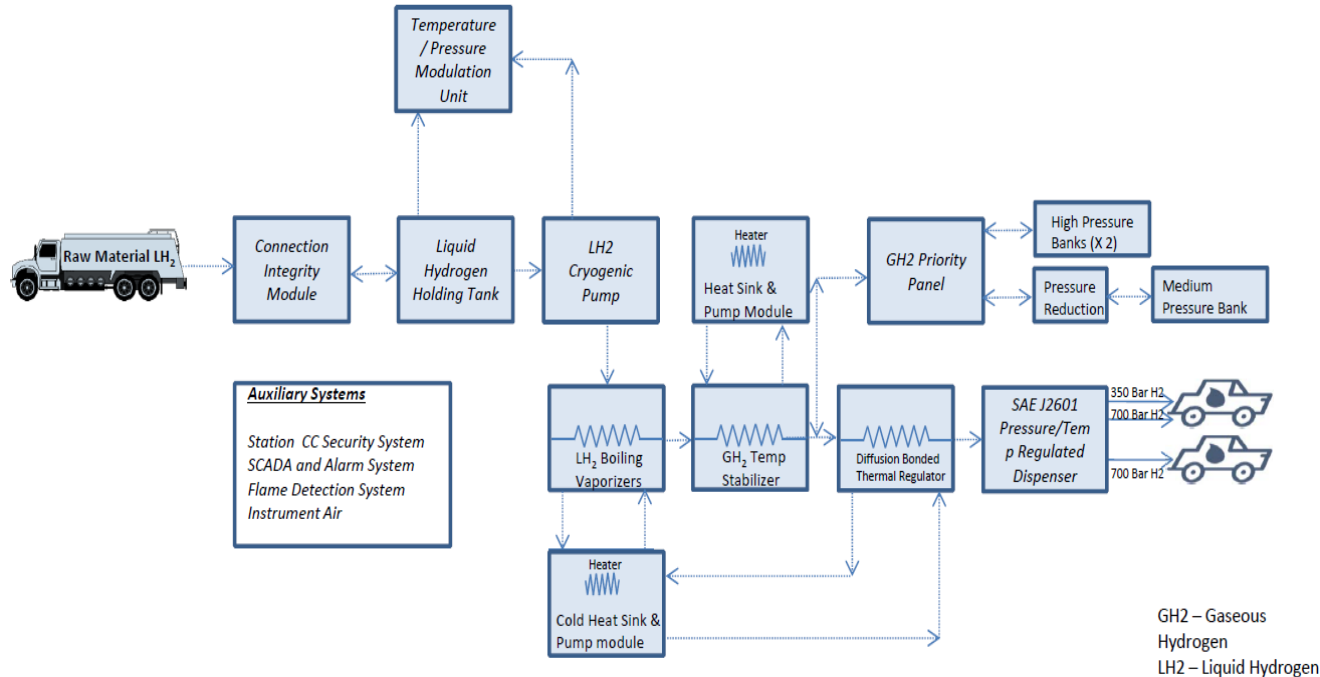 Temperature
/ Pressure
Modulation
Unit
Raw Material LH2
Connection
Integrity
Module
Liquid
Hydrogen
Holding Tank
LH2
Cryogenic
Pump
Heater
Heat Sink &
Pump Module
GH2 Priority
Panel
High Pressure
Banks (X 2)
Pressure
Reduction
Medium
Pressure Bank
Auxiliary Systems
Station CC Security System
SCADA and Alarm System
Flame Detection System
Instrument Air
LH2 Boiling
Vaporizers
GH2 Temp
Stabilizer
Diffusion Bonded
Thermal Regulator
SAE J2601
Pressure/Tem
p Regulated
Dispenser
350 Bar H2
700 Bar H2
700 Bar H2
Heater
Cold Heat Sink &
Pump module
GH2 – Gaseous
Hydrogen
LH2 – Liquid Hydrogen